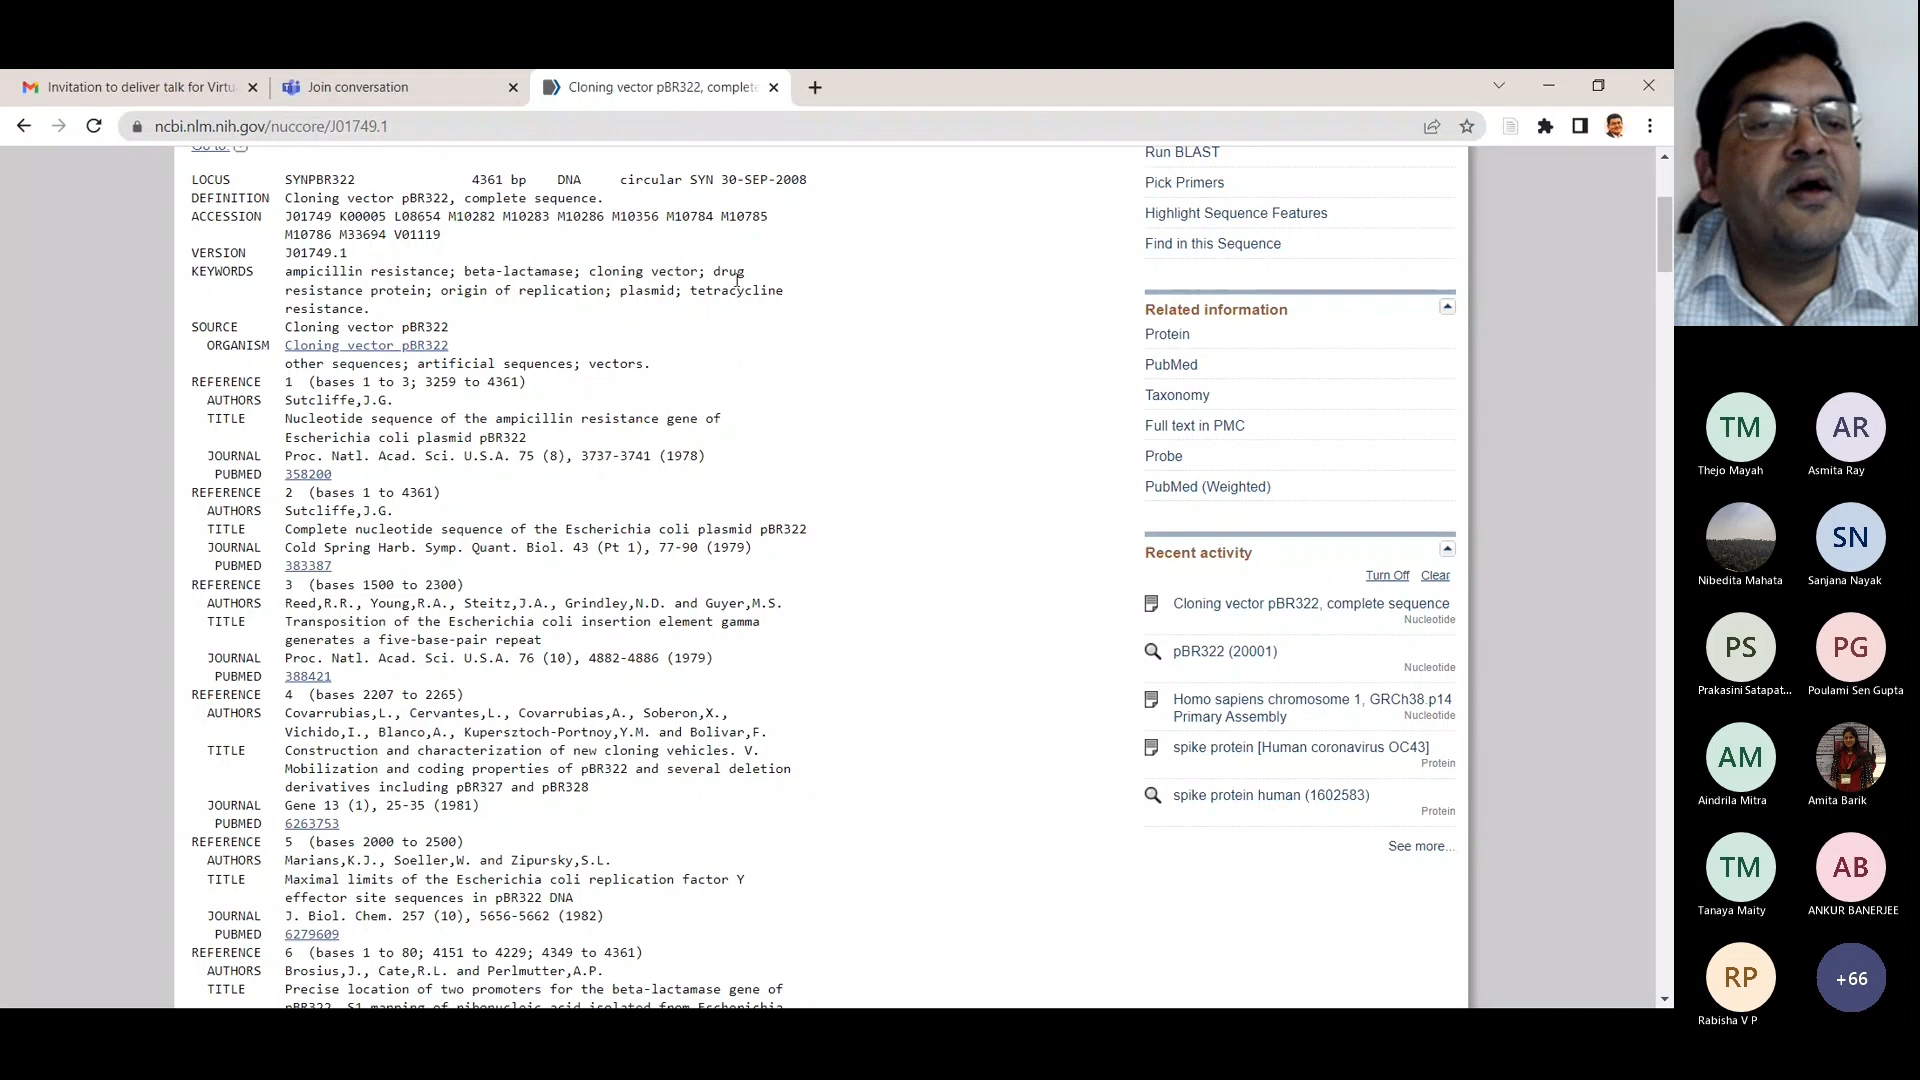 Invitation to deliver talk for Virtu
Join conversation
Cloning vector pBR322, complete
ncbi.nlm.nih.gov/nuccore/J01749.1
Go to:
LOCUS SYNPBR322 4361 bp DNA circular SYN 30-SEP-2008
DEFINITION Cloning vector pBR322, complete sequence.
ACCESSION J01749 K00005 L08654 M10282 M10283 M10286 M10356 M10784 M10785
M10786 M33694 V01119
VERSION J01749.1
KEYWORDS ampicillin resistance; beta-lactamase; cloning vector; drug
resistance protein; origin of replication; plasmid; tetracycline
resistance.
SOURCE Cloning vector pBR322
ORGANISM Cloning vector pBR322
other sequences; artificial sequences; vectors.
REFERENCE 1 (bases 1 to 3; 3259 to 4361)
AUTHORS Sutcliffe,J.G.
TITLE Nucleotide sequence of the ampicillin resistance gene of
Escherichia coli plasmid pBR322
JOURNAL Proc. Natl. Acad. Sci. U.S.A. 75 (8), 3737-3741 (1978)
PUBMED 358200
REFERENCE 2 (bases 1 to 4361)
AUTHORS Sutcliffe,J.G.
TITLE Complete nucleotide sequence of the Escherichia coli plasmid pBR322
JOURNAL Cold Spring Harb. Symp. Quant. Biol. 43 (Pt 1), 77-90 (1979)
PUBMED 383387
REFERENCE 3 (bases 1500 to 2300)
AUTHORS Reed,R.R., Young,R.A., Steitz,J.A., Grindley,N.D. and Guyer,M.S.
TITLE Transposition of the Escherichia coli insertion element gamma
generates a five-base-pair repeat
JOURNAL Proc. Natl. Acad. Sci. U.S.A. 76 (10), 4882-4886 (1979)
PUBMED 388421
REFERENCE 4 (bases 2207 to 2265)
AUTHORS Covarrubias,L., Cervantes,L., Covarrubias,A., Soberon,X.,
Vichido,I., Blanco,A., Kupersztoch-Portnoy,Y.M. and Bolivar,F.
TITLE Construction and characterization of new cloning vehicles. V.
Mobilization and coding properties of pBR322 and several deletion
derivatives including pBR327 and pBR328
JOURNAL Gene 13 (1), 25-35 (1981)
PUBMED 6263753
REFERENCE 5 (bases 2000 to 2500)
AUTHORS Marians,K.J., Soeller,W. and Zipursky,S.L.
TITLE Maximal limits of the Escherichia coli replication factor Y
effector site sequences in pBR322 DNA
JOURNAL J. Biol. Chem. 257 (10), 5656-5662 (1982)
PUBMED 6279609
REFERENCE 6 (bases 1 to 80; 4151 to 4229; 4349 to 4361)
AUTHORS Brosius,J., Cate,R.L. and Perlmutter,A.P.
TITLE Precise location of two promoters for the beta-lactamase gene of
pBR322. S1 mapping of ribonucleic acid isolated from Escherichia
Run BLAST
Pick Primers
Highlight Sequence Features
Find in this Sequence
Related information
Protein
PubMed
Taxonomy
Full text in PMC
Probe
PubMed (Weighted)
Recent activity
Turn Off Clear
Cloning vector pBR322, complete sequence
Nucleotide
pBR322 (20001)
Nucleotide
Homo sapiens chromosome 1, GRCh38.p14
Primary Assembly
Nucleotide
spike protein [Human coronavirus OC43]
Protein
spike protein human (1602583)
Protein
See more...
TM AR
Thejo Mayah Asmita Ray
SN
Nibedita Mahata Sanjana Nayak
PS PG
Prakasini Satapat... Poulami Sen Gupta
AM
Aindrila Mitra Amita Barik
TM AB
Tanaya Maity ANKUR BANERJEE
RP +66
Rabisha V P